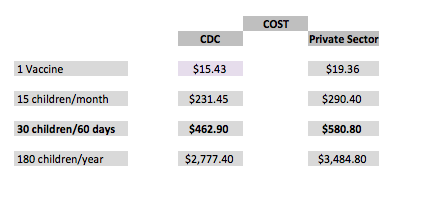 COST
CDC Private Sector
1 Vaccine $15.43 $19.36
15 children/month $231.45 $290.40
30 children/60 days $462.90 $580.80
180 children/year $2,777.40 $3,484.80